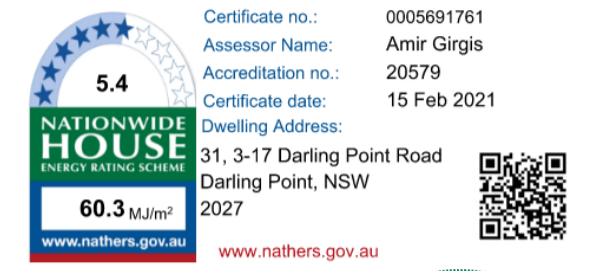 Certificate no.: 0005691761
Assessor Name: Amir Girgis
Accreditation no.: 20579
Certificate date: 15 Feb 2021
Dwelling Address:
31, 3-17 Darling Point Road
Darling Point, NSW
2027
www.nathers.gov.au
5.4
NATIONWIDE
HOUSE
ENERGY RATING SCHEME
60.3 MJ/m²
www.nathers.gov.au